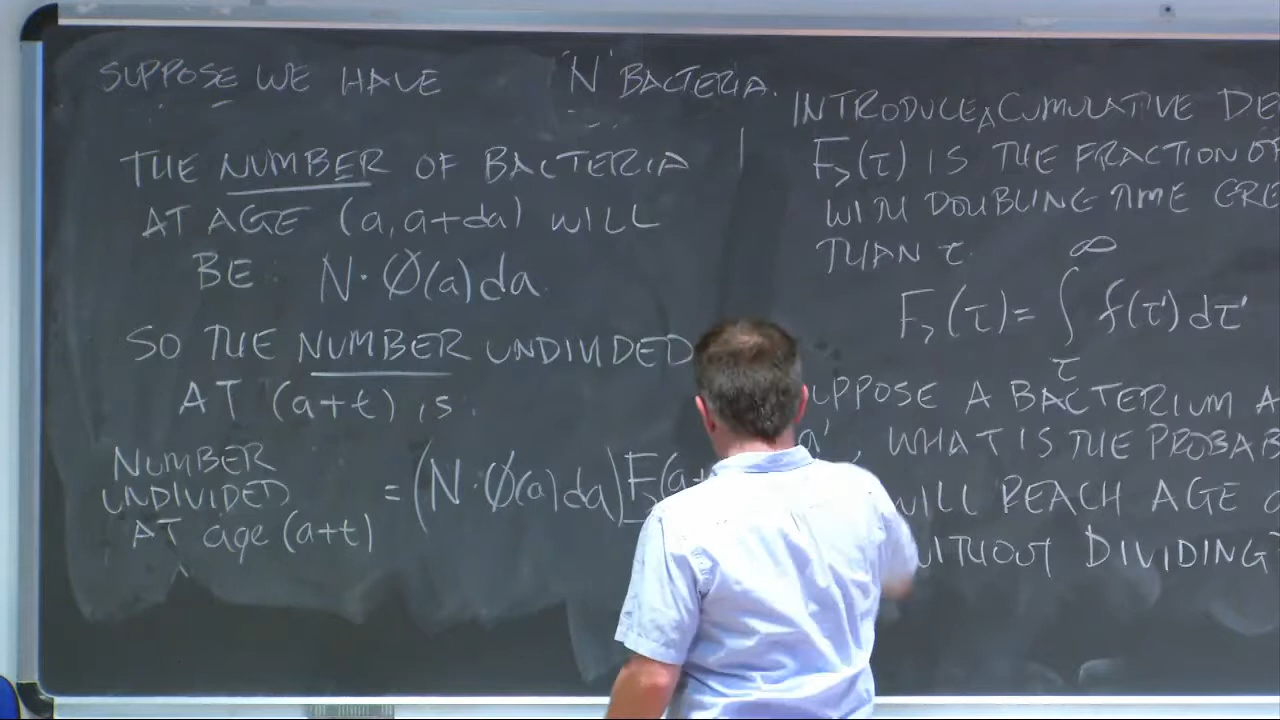 SUPPOSE WE HAVE 'N' BACTERIA.
THE NUMBER OF BACTERIA
AT AGE (a, a+da) WILL
BE: N·Ø(a)da.
SO THE NUMBER UNDIVIDED
AT (a+t) is:
NUMBER
UNDIVIDED
AT age (a+t)
= (N·Ø(a)da) F>(a+
INTRODUCE A CUMULATIVE DE
F>(τ) IS THE FRACTION OF
WITH DOUBLING TIME GRE
THAN τ.
F>(τ) = ∫τ^∞ f(τ')dτ'
UPPOSE A BACTERIUM A
a', WHAT IS THE PROBAB
WILL REACH AGE
WITHOUT DIVIDING?